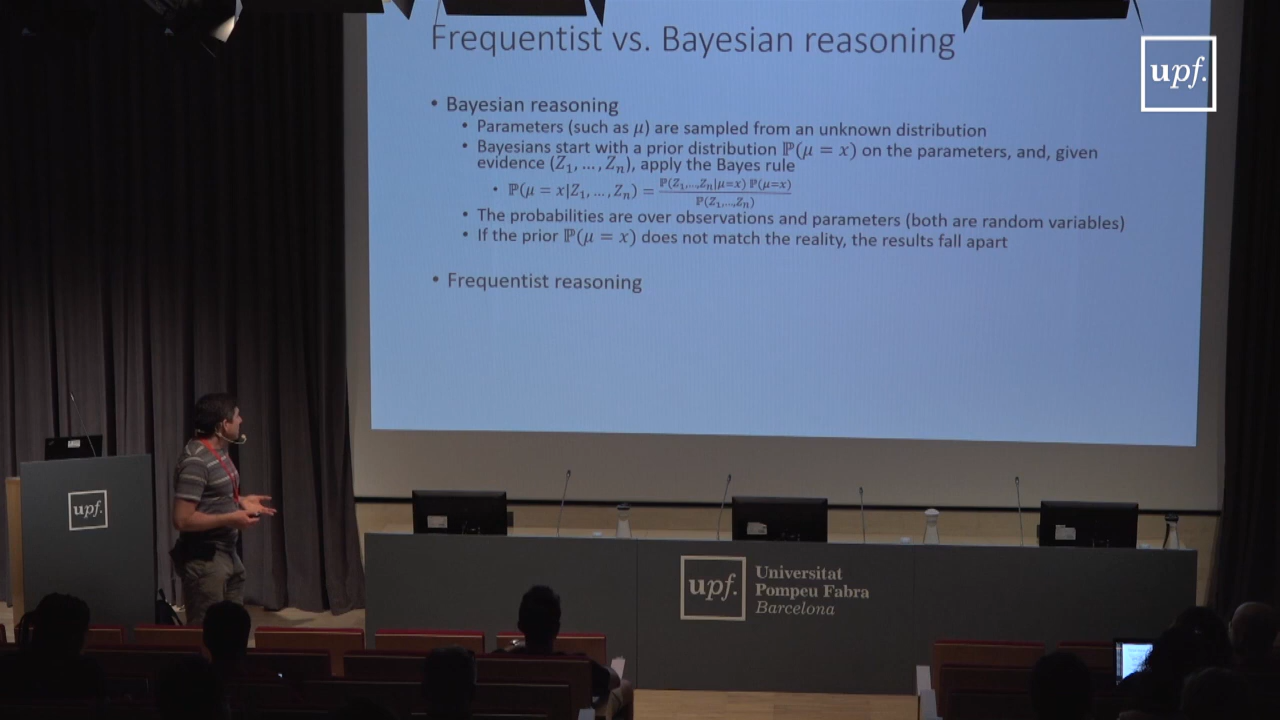 Frequentist vs. Bayesian reasoning
upf.
• Bayesian reasoning
• Parameters (such as μ) are sampled from an unknown distribution
• Bayesians start with a prior distribution ℙ(μ = x) on the parameters, and, given
evidence (Z₁, … , Zₙ), apply the Bayes rule
• ℙ(μ = x|Z₁, … , Zₙ) = ℙ(Z₁,…,Zₙ|μ=x) ℙ(μ=x) / ℙ(Z₁,…,Zₙ)
• The probabilities are over observations and parameters (both are random variables)
• If the prior ℙ(μ = x) does not match the reality, the results fall apart
• Frequentist reasoning
upf.
upf.
Universitat
Pompeu Fabra
Barcelona